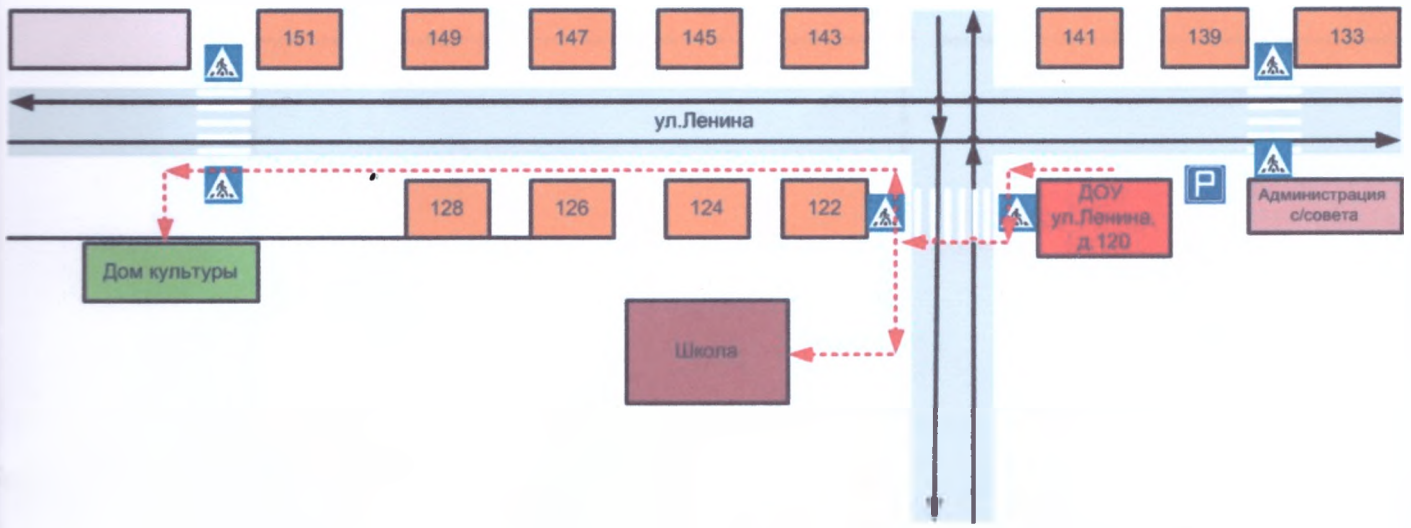 151
149
147
145
143
141
139
133
ул.Ленина
128
126
124
122
ДОУ
ул.Ленина,
д.120
P
Администрация
с/совета
Дом культуры
Школа